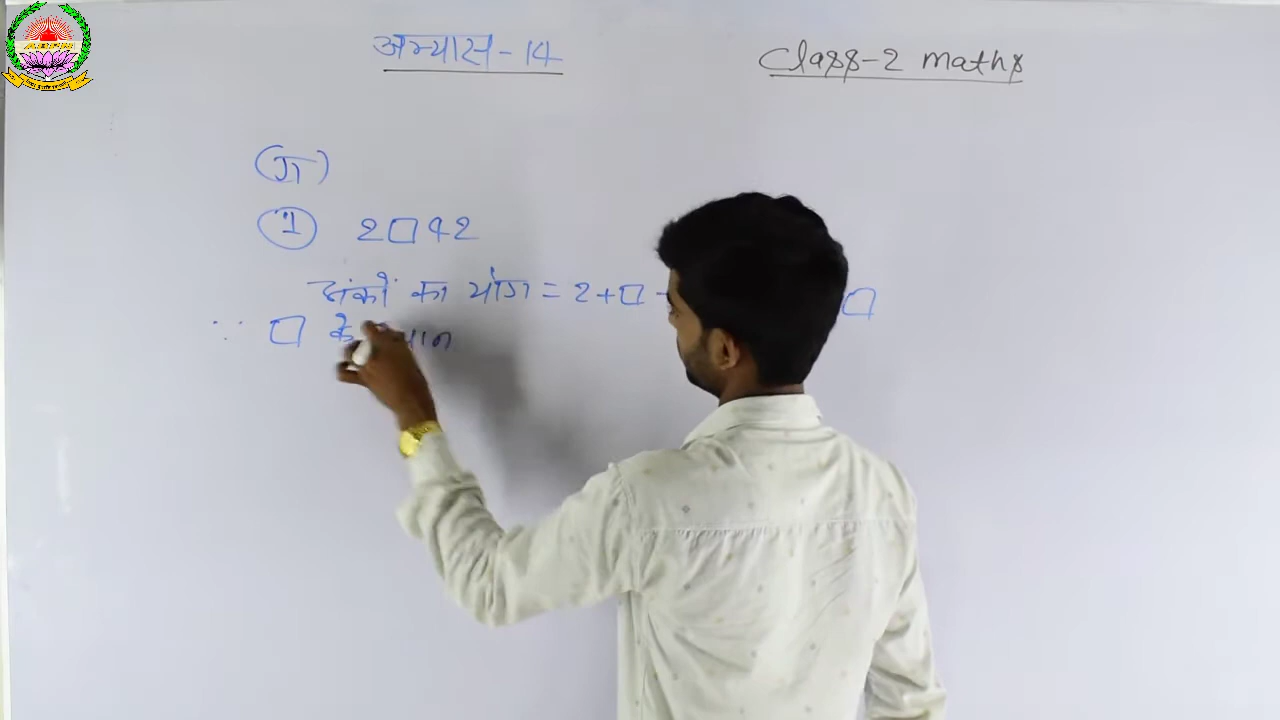 अभ्यास-14
Class-2 maths
(ग)
1 2□42
अंकों का योग = 2+□
□ के